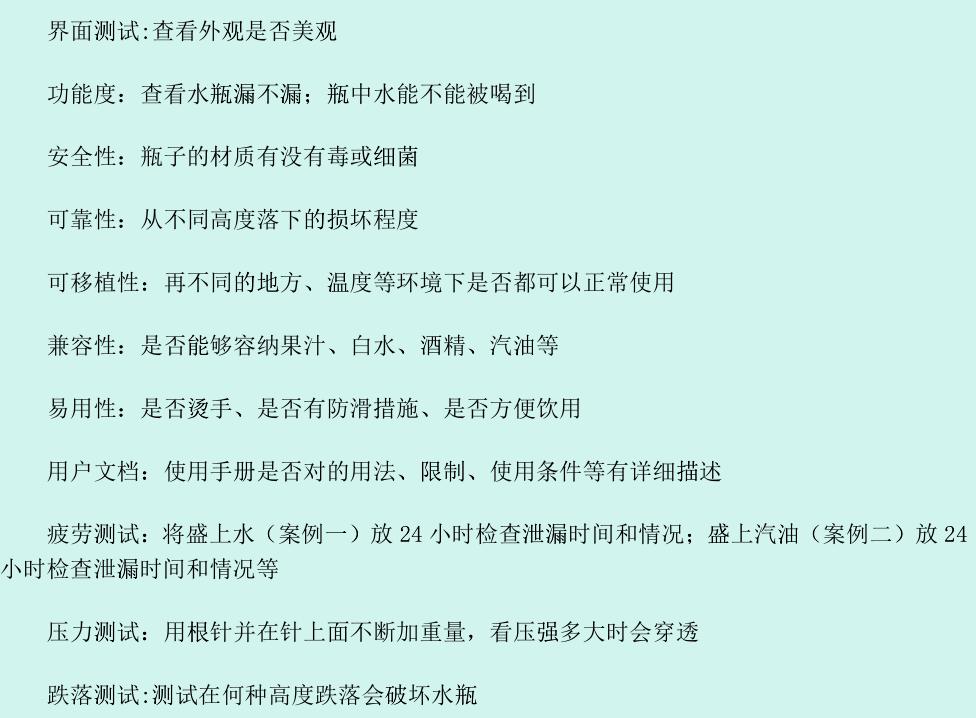 界面测试:查看外观是否美观
功能度：查看水瓶漏不漏；瓶中水能不能被喝到
安全性：瓶子的材质有没有毒或细菌
可靠性：从不同高度落下的损坏程度
可移植性：再不同的地方、温度等环境下是否都可以正常使用
兼容性：是否能够容纳果汁、白水、酒精、汽油等
易用性：是否烫手、是否有防滑措施、是否方便饮用
用户文档：使用手册是否对的用法、限制、使用条件等有详细描述
疲劳测试：将盛上水（案例一）放 24 小时检查泄漏时间和情况；盛上汽油（案例二）放 24
小时检查泄漏时间和情况等
压力测试：用根针并在针上面不断加重量，看压强多大时会穿透
跌落测试:测试在何种高度跌落会破坏水瓶